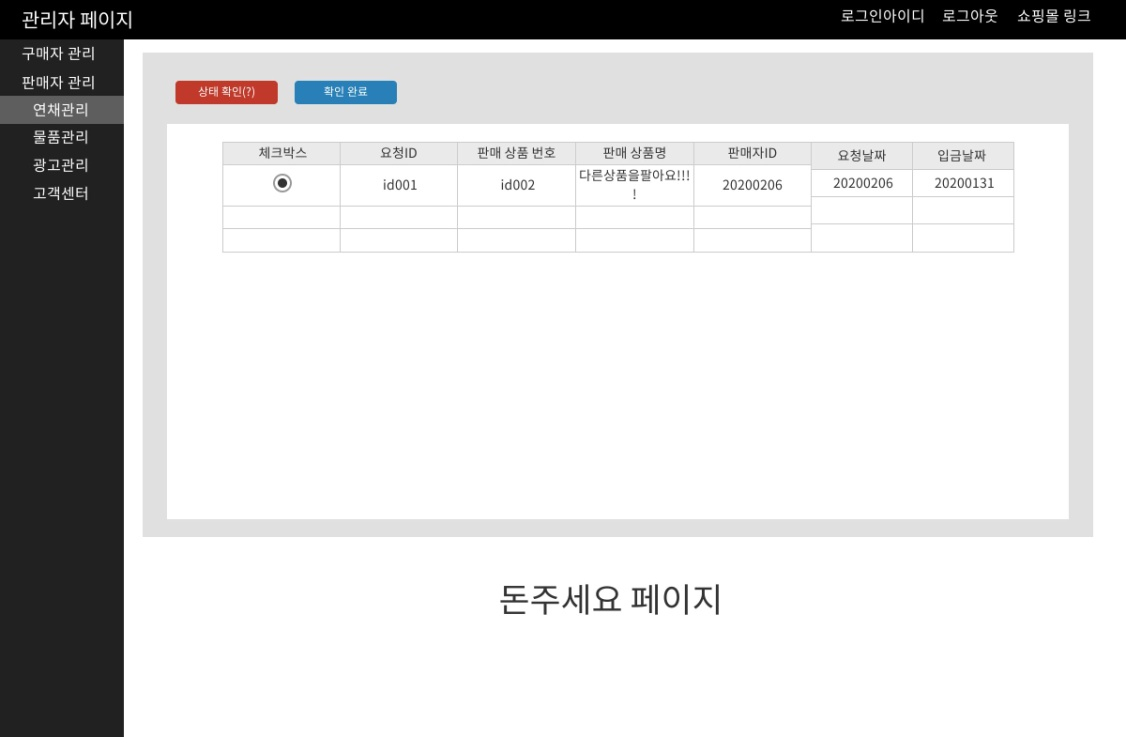 관리자 페이지
로그인아이디 로그아웃 쇼핑몰 링크
구매자 관리
판매자 관리
연채관리
물품관리
광고관리
고객센터
상태 확인(?) 확인 완료
체크박스 요청ID 판매 상품 번호 판매 상품명 판매자ID 요청날짜 입금날짜
id001 id002 다른상품을팔아요!!!
! 20200206 20200206 20200131
돈주세요 페이지